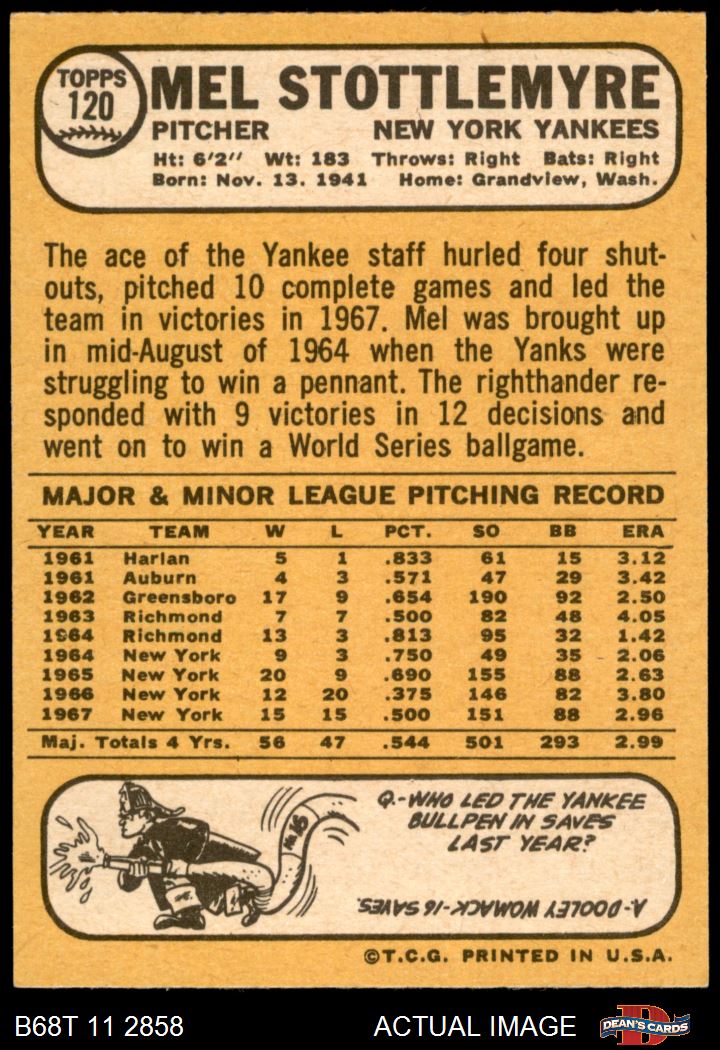 TOPPS
120
MEL STOTTLEMYRE
PITCHER NEW YORK YANKEES
Ht: 6'2" Wt: 183 Throws: Right Bats: Right
Born: Nov. 13. 1941 Home: Grandview, Wash.
The ace of the Yankee staff hurled four shut-
outs, pitched 10 complete games and led the
team in victories in 1967. Mel was brought up
in mid-August of 1964 when the Yanks were
struggling to win a pennant. The righthander re-
sponded with 9 victories in 12 decisions and
went on to win a World Series ballgame.
MAJOR & MINOR LEAGUE PITCHING RECORD
YEAR TEAM W L PCT. SO BB ERA
1961 Harlan 5 1 .833 61 15 3.12
1961 Auburn 4 3 .571 47 29 3.42
1962 Greensboro 17 9 .654 190 92 2.50
1963 Richmond 7 7 .500 82 48 4.05
1964 Richmond 13 3 .813 95 32 1.42
1964 New York 9 3 .750 49 35 2.06
1965 New York 20 9 .690 155 88 2.63
1966 New York 12 20 .375 146 82 3.80
1967 New York 15 15 .500 151 88 2.96
Maj. Totals 4 Yrs. 56 47 .544 501 293 2.99
No 16
Q.-WHO LED THE YANKEE
BULLPEN IN SAVES
LAST YEAR?
A-DOOLEY WOMACK-16 SAVES.
©T.C.G. PRINTED IN U.S.A.
B68T 11 2858 ACTUAL IMAGE
D
DEAN'S CARDS